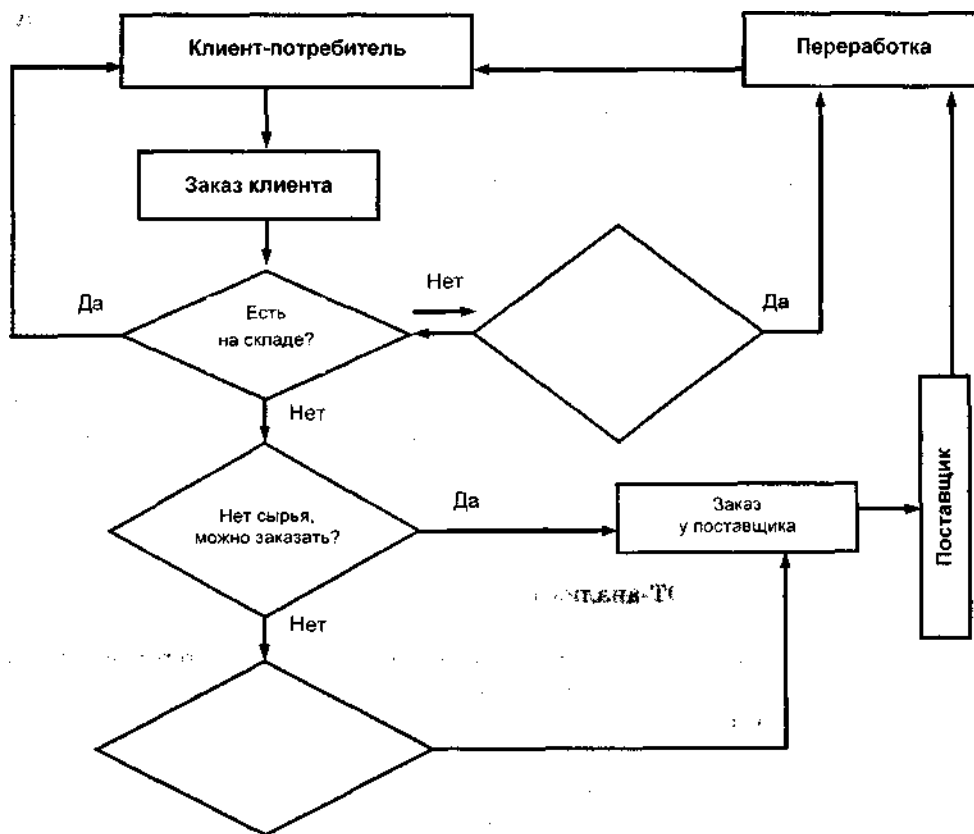 Клиент-потребитель
Переработка
Заказ клиента
Да
Есть
на складе?
Нет
Да
Нет
Нет сырья,
можно заказать?
Да
Заказ
у поставщика
Поставщик
Нет